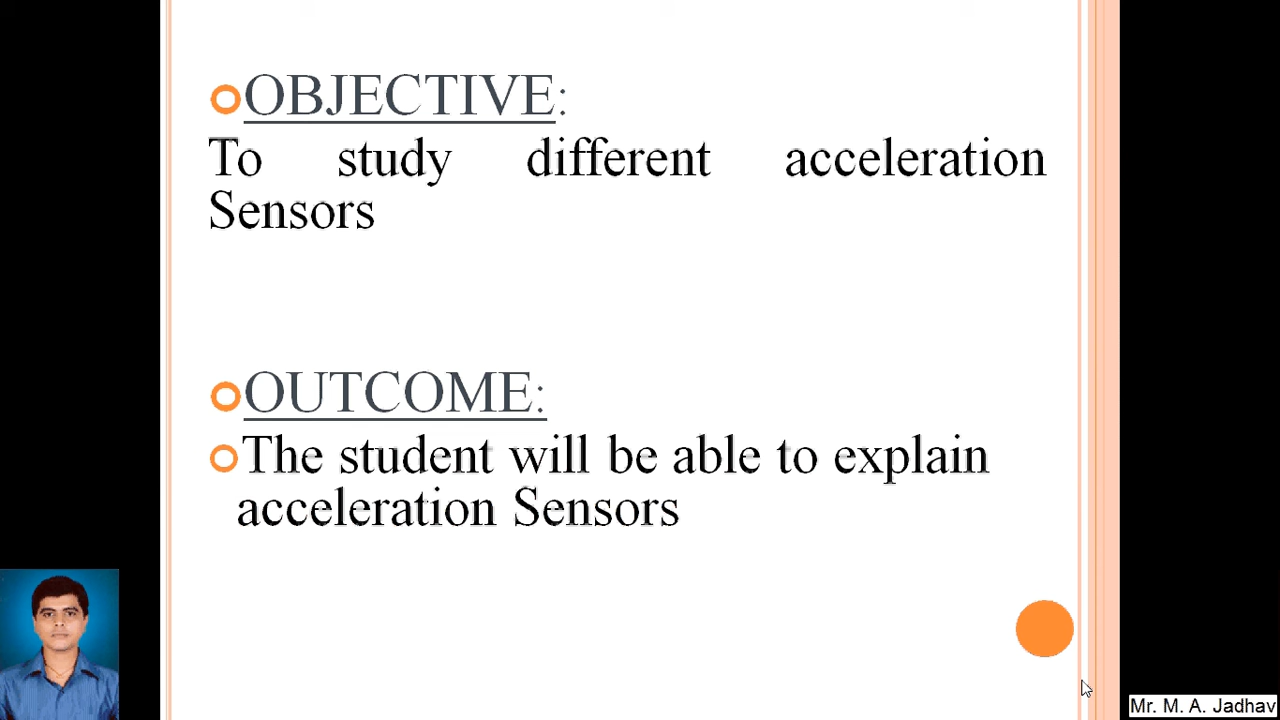 OBJECTIVE:
To study different acceleration
Sensors
OUTCOME:
The student will be able to explain
acceleration Sensors
Mr. M. A. Jadhav